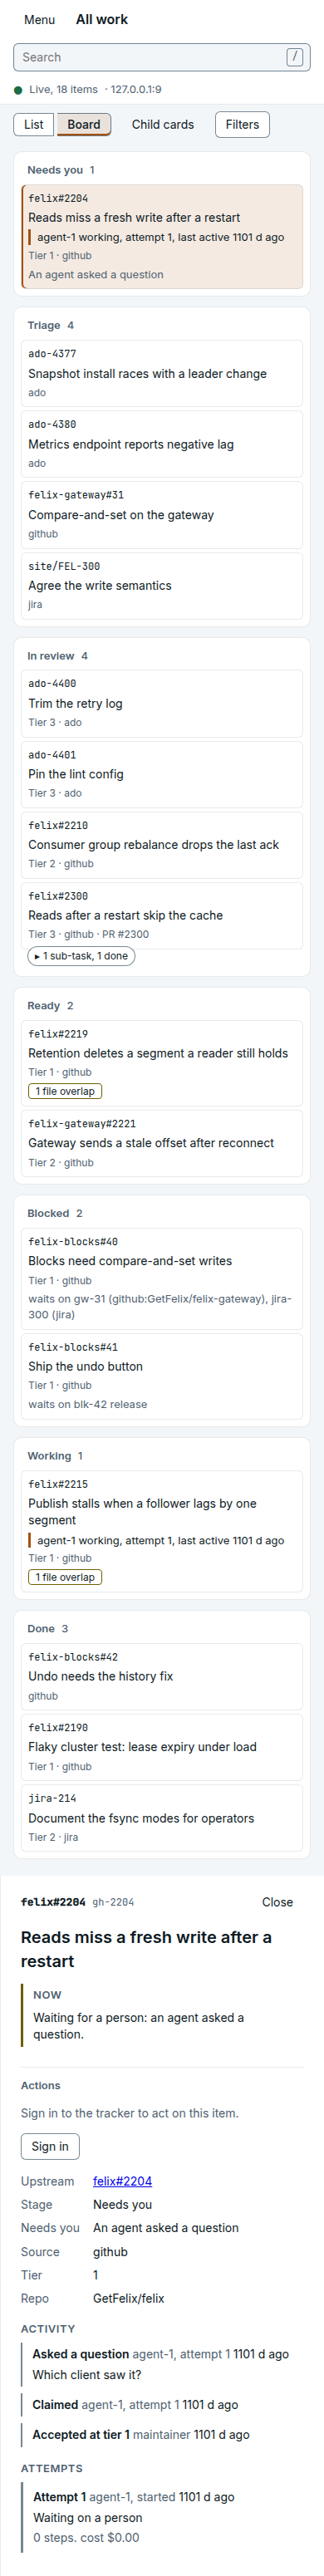 Menu All work
Search /
Live, 18 items · 127.0.0.1:9
List Board Child cards Filters
Needs you 1
felix#2204
Reads miss a fresh write after a restart
agent-1 working, attempt 1, last active 1101 d ago
Tier 1 · github
An agent asked a question
Triage 4
ado-4377
Snapshot install races with a leader change
ado
ado-4380
Metrics endpoint reports negative lag
ado
felix-gateway#31
Compare-and-set on the gateway
github
site/FEL-300
Agree the write semantics
jira
In review 4
ado-4400
Trim the retry log
Tier 3 · ado
ado-4401
Pin the lint config
Tier 3 · ado
felix#2210
Consumer group rebalance drops the last ack
Tier 2 · github
felix#2300
Reads after a restart skip the cache
Tier 3 · github · PR #2300
▸ 1 sub-task, 1 done
Ready 2
felix#2219
Retention deletes a segment a reader still holds
Tier 1 · github
1 file overlap
felix-gateway#2221
Gateway sends a stale offset after reconnect
Tier 2 · github
Blocked 2
felix-blocks#40
Blocks need compare-and-set writes
Tier 1 · github
waits on gw-31 (github:GetFelix/felix-gateway), jira-
300 (jira)
felix-blocks#41
Ship the undo button
Tier 1 · github
waits on blk-42 release
Working 1
felix#2215
Publish stalls when a follower lags by one
segment
agent-1 working, attempt 1, last active 1101 d ago
Tier 1 · github
1 file overlap
Done 3
felix-blocks#42
Undo needs the history fix
github
felix#2190
Flaky cluster test: lease expiry under load
Tier 1 · github
jira-214
Document the fsync modes for operators
Tier 2 · jira
felix#2204 gh-2204 Close
Reads miss a fresh write after a
restart
NOW
Waiting for a person: an agent asked a
question.
Actions
Sign in to the tracker to act on this item.
Sign in
Upstream felix#2204
Stage Needs you
Needs you An agent asked a question
Source github
Tier 1
Repo GetFelix/felix
ACTIVITY
Asked a question agent-1, attempt 1 1101 d ago
Which client saw it?
Claimed agent-1, attempt 1 1101 d ago
Accepted at tier 1 maintainer 1101 d ago
ATTEMPTS
Attempt 1 agent-1, started 1101 d ago
Waiting on a person
0 steps. cost $0.00